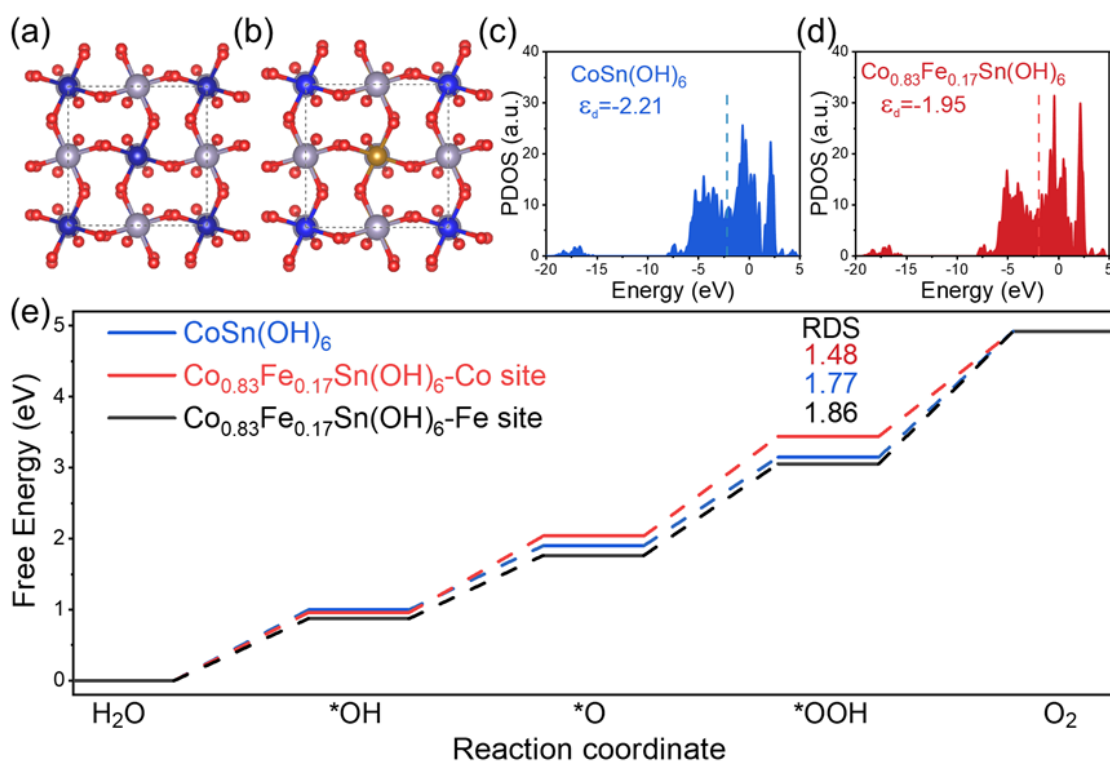 (a)
(b)
(c)
40
30
20
10
0
PDOS (a.u.)
CoSn(OH)₆
ε_d=-2.21
-20 -15 -10 -5 0 5
Energy (eV)
(d)
40
30
20
10
0
PDOS (a.u.)
Co₀.₈₃Fe₀.₁₇Sn(OH)₆
ε_d=-1.95
-20 -15 -10 -5 0 5
Energy (eV)
(e)
5
4
3
2
1
0
Free Energy (eV)
CoSn(OH)₆
Co₀.₈₃Fe₀.₁₇Sn(OH)₆-Co site
Co₀.₈₃Fe₀.₁₇Sn(OH)₆-Fe site
RDS
1.48
1.77
1.86
H₂O *OH *O *OOH O₂
Reaction coordinate